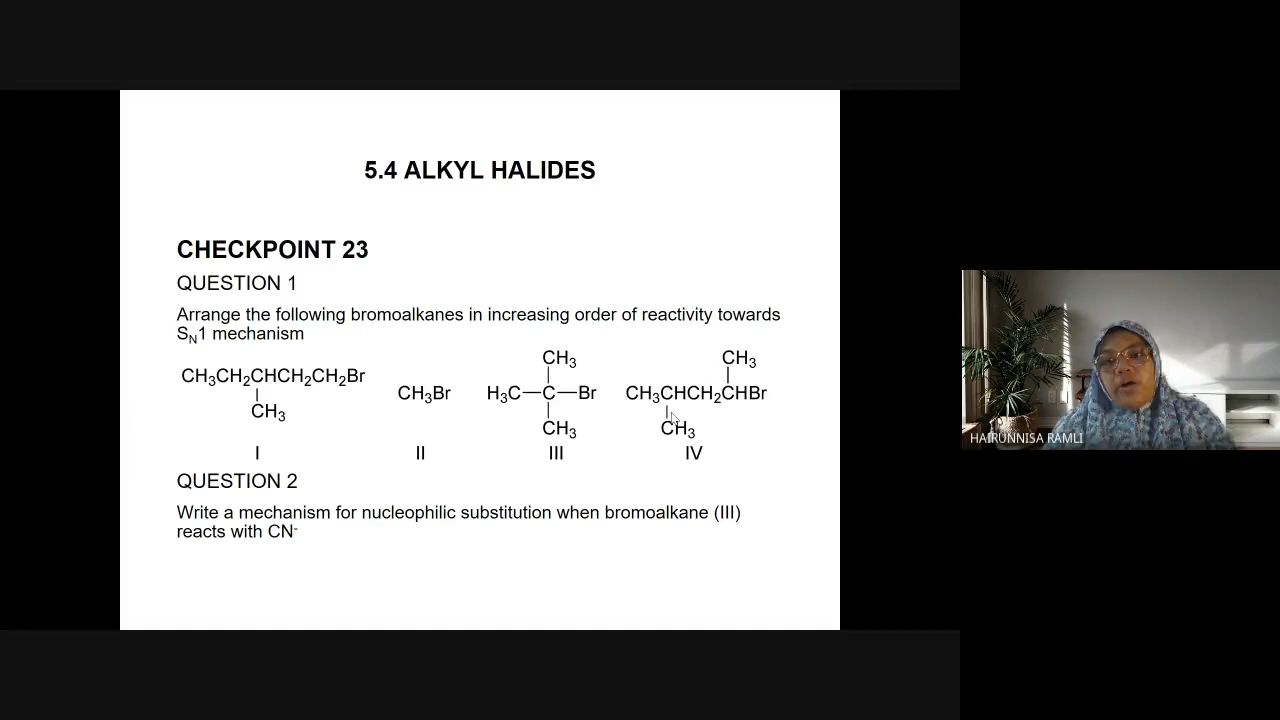 5.4 ALKYL HALIDES
CHECKPOINT 23
QUESTION 1
Arrange the following bromoalkanes in increasing order of reactivity towards
S_N1 mechanism
CH₃CH₂CHCH₂CH₂Br
CH₃
I
CH₃Br
II
CH₃
H₃C—C—Br
CH₃
III
CH₃
CH₃CHCH₂CHBr
CH₃
IV
QUESTION 2
Write a mechanism for nucleophilic substitution when bromoalkane (III)
reacts with CN⁻
HAIRUNNISA RAMLI